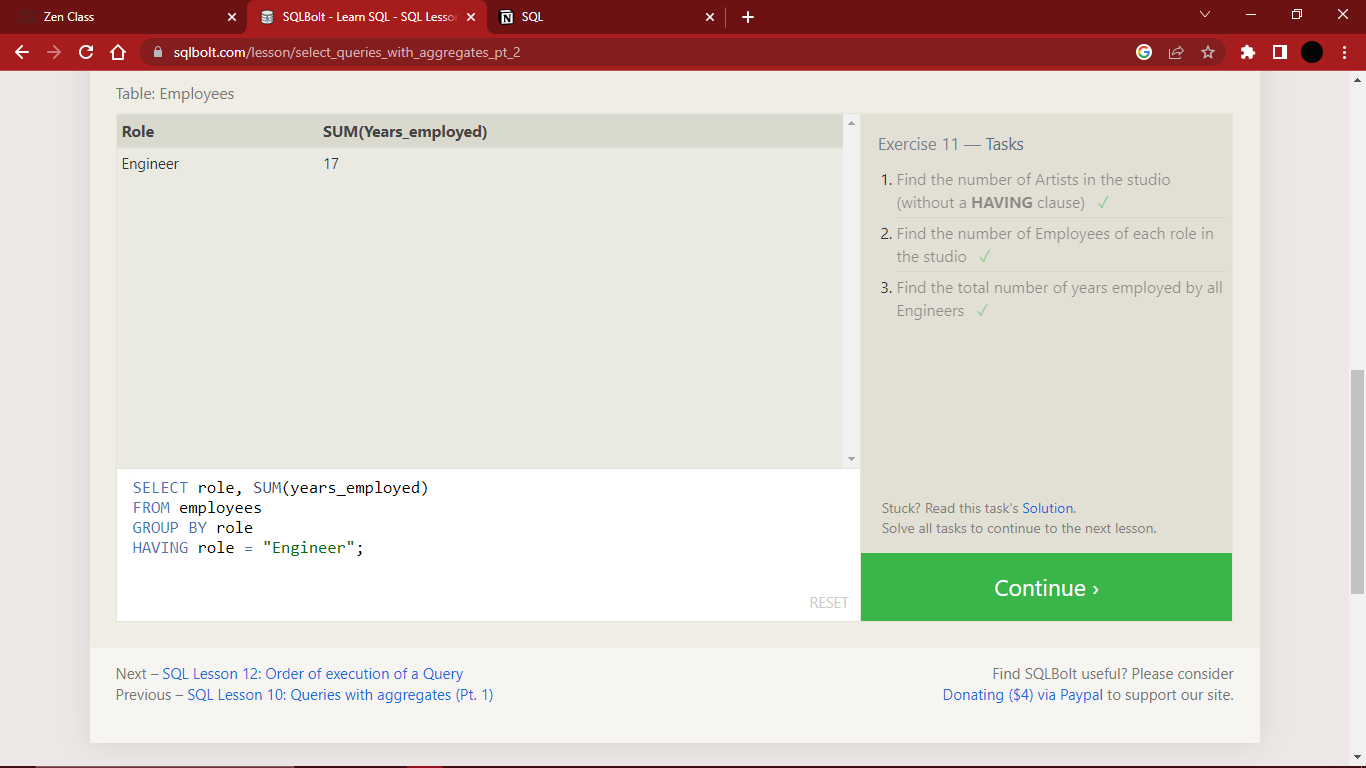 Zen Class
SQLBolt - Learn SQL - SQL Lesson
SQL
sqlbolt.com/lesson/select_queries_with_aggregates_pt_2
Table: Employees
Role SUM(Years_employed)
Engineer 17
Exercise 11 — Tasks
1. Find the number of Artists in the studio
(without a HAVING clause) ✓
2. Find the number of Employees of each role in
the studio ✓
3. Find the total number of years employed by all
Engineers ✓
SELECT role, SUM(years_employed)
FROM employees
GROUP BY role
HAVING role = "Engineer";
RESET
Stuck? Read this task's Solution.
Solve all tasks to continue to the next lesson.
Continue ›
Next – SQL Lesson 12: Order of execution of a Query
Previous – SQL Lesson 10: Queries with aggregates (Pt. 1)
Find SQLBolt useful? Please consider
Donating ($4) via Paypal to support our site.